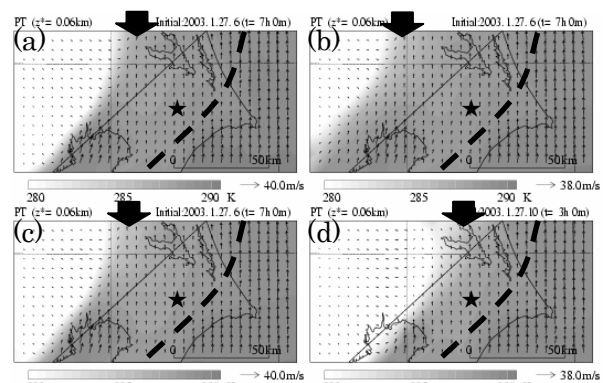 PT (z*= 0.06km) Initial:2003. 1.27. 6 (t= 7h 0m)
(a)
0 50km
280 285 290 K → 40.0m/s
PT (z*= 0.06km) Initial:2003. 1.27. 6 (t= 7h 0m)
(b)
0 50km
280 285 290 K → 38.0m/s
PT (z*= 0.06km) Initial:2003. 1.27. 6 (t= 7h 0m)
(c)
0 50km
→ 40.0m/s
PT (z*= 0.06km) 2003. 1.27.10 (t= 3h 0m)
(d)
0 50km
→ 38.0m/s